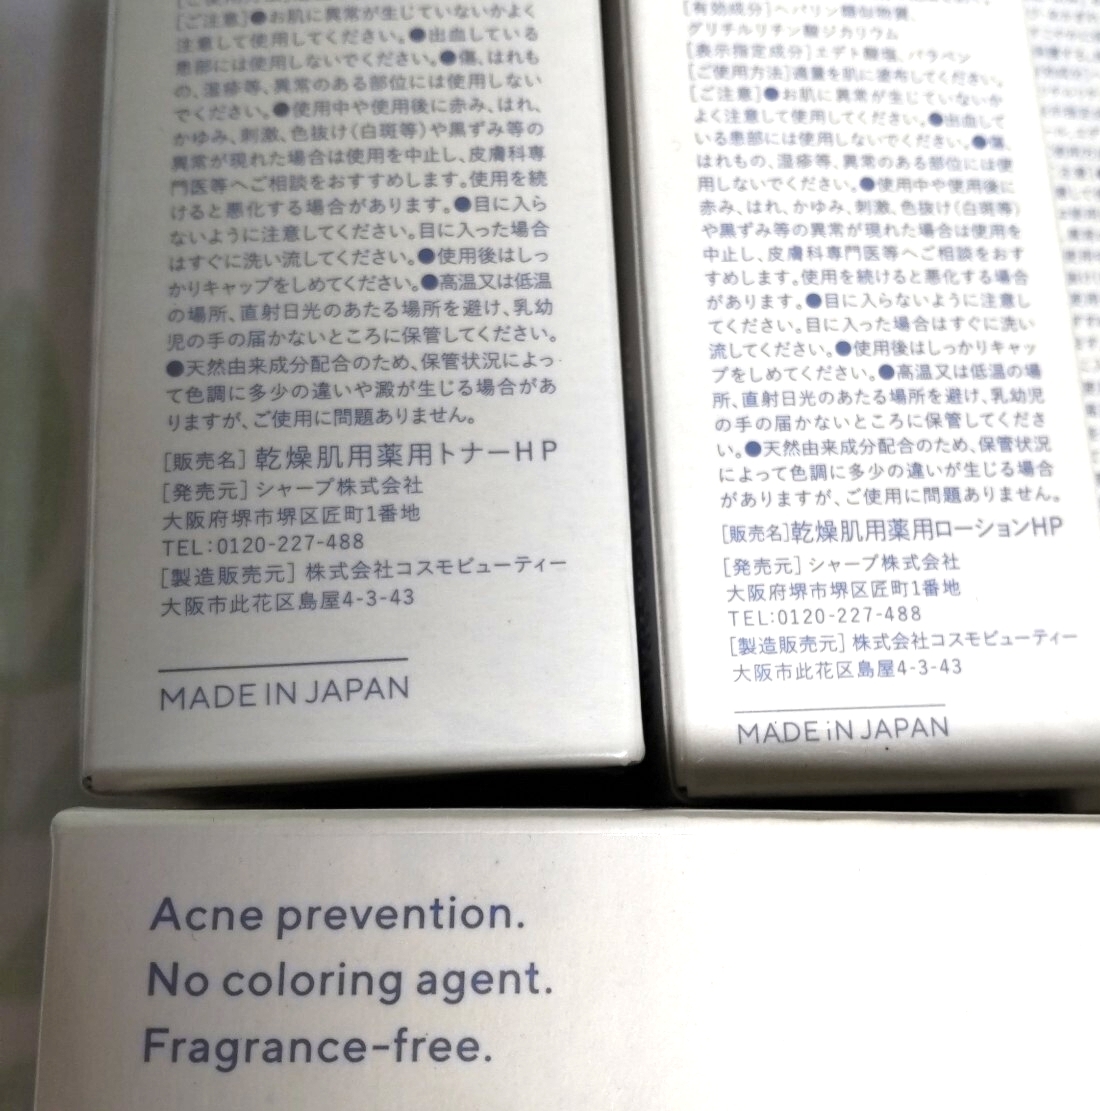 [ご注意]●お肌に異常が生じていないかよく
注意して使用してください。●出血している
患部には使用しないでください。●傷、はれも
の、湿疹等、異常のある部位には使用しない
でください。●使用中や使用後に赤み、はれ、
かゆみ、刺激、色抜け(白斑等)や黒ずみ等の
異常が現れた場合は使用を中止し、皮膚科専
門医等へご相談をおすすめします。使用を続
けると悪化する場合があります。●目に入ら
ないように注意してください。目に入った場合
はすぐに洗い流してください。●使用後はしっ
かりキャップをしめてください。●高温又は低温
の場所、直射日光のあたる場所を避け、乳幼
児の手の届かないところに保管してください。
●天然由来成分配合のため、保管状況によっ
て色調に多少の違いや澱が生じる場合があ
りますが、ご使用に問題ありません。
[販売名] 乾燥肌用薬用トナーHP
[発売元] シャープ株式会社
大阪府堺市堺区匠町1番地
TEL:0120-227-488
[製造販売元] 株式会社コスモビューティー
大阪市此花区島屋4-3-43
MADE IN JAPAN
[有効成分]ヘパリン類似物質、
グリチルリチン酸ジカリウム
[表示指定成分]エデト酸塩、パラベン
[ご使用方法]適量を肌に塗布してください。
[ご注意]●お肌に異常が生じていないか
よく注意して使用してください。●出血して
いる患部には使用しないでください。●傷、
はれもの、湿疹等、異常のある部位には使
用しないでください。●使用中や使用後に
赤み、はれ、かゆみ、刺激、色抜け(白斑等)
や黒ずみ等の異常が現れた場合は使用を
中止し、皮膚科専門医等へご相談をおす
すめします。使用を続けると悪化する場合
があります。●目に入らないように注意し
てください。目に入った場合はすぐに洗い
流してください。●使用後はしっかりキャッ
プをしめてください。●高温又は低温の場
所、直射日光のあたる場所を避け、乳幼児
の手の届かないところに保管してくださ
い。●天然由来成分配合のため、保管状況
によって色調に多少の違いが生じる場合
がありますが、ご使用に問題ありません。
[販売名]乾燥肌用薬用ローションHP
[発売元] シャープ株式会社
大阪府堺市堺区匠町1番地
TEL:0120-227-488
[製造販売元] 株式会社コスモビューティー
大阪市此花区島屋4-3-43
MADE iN JAPAN
Acne prevention.
No coloring agent.
Fragrance-free.